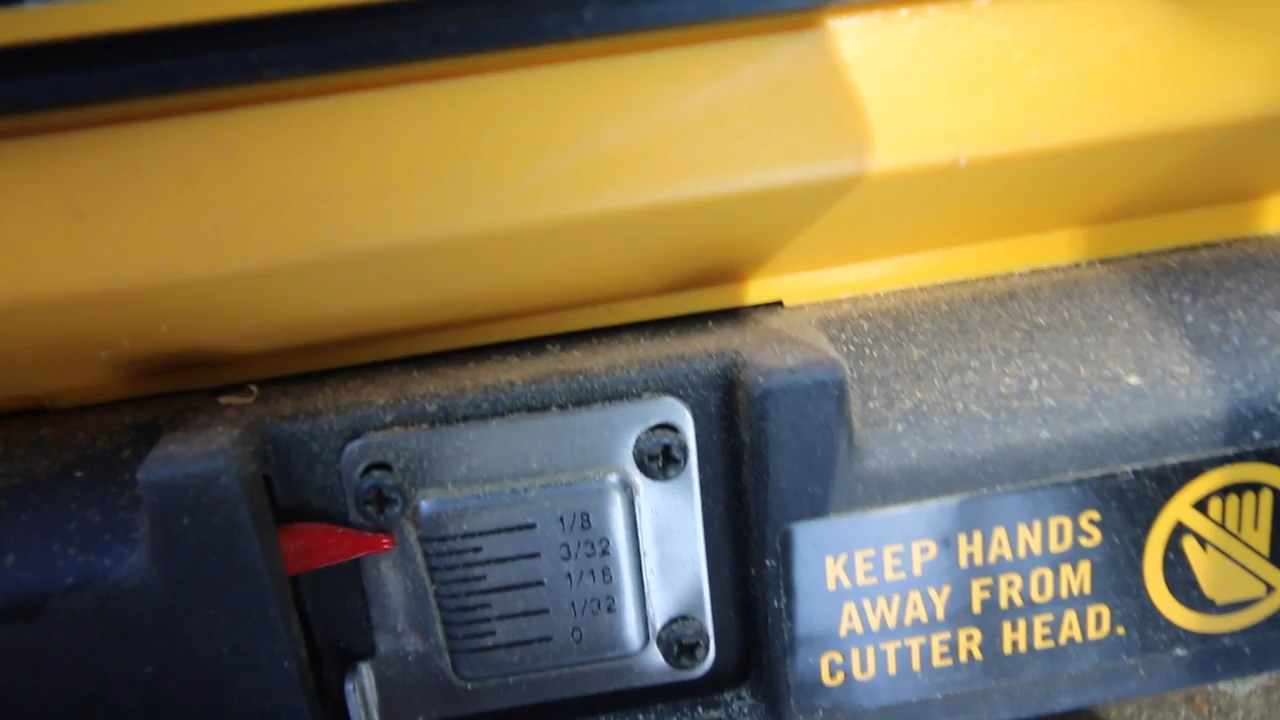 1/8
3/32
1/16
1/32
0
KEEP HANDS
AWAY FROM
CUTTER HEAD.